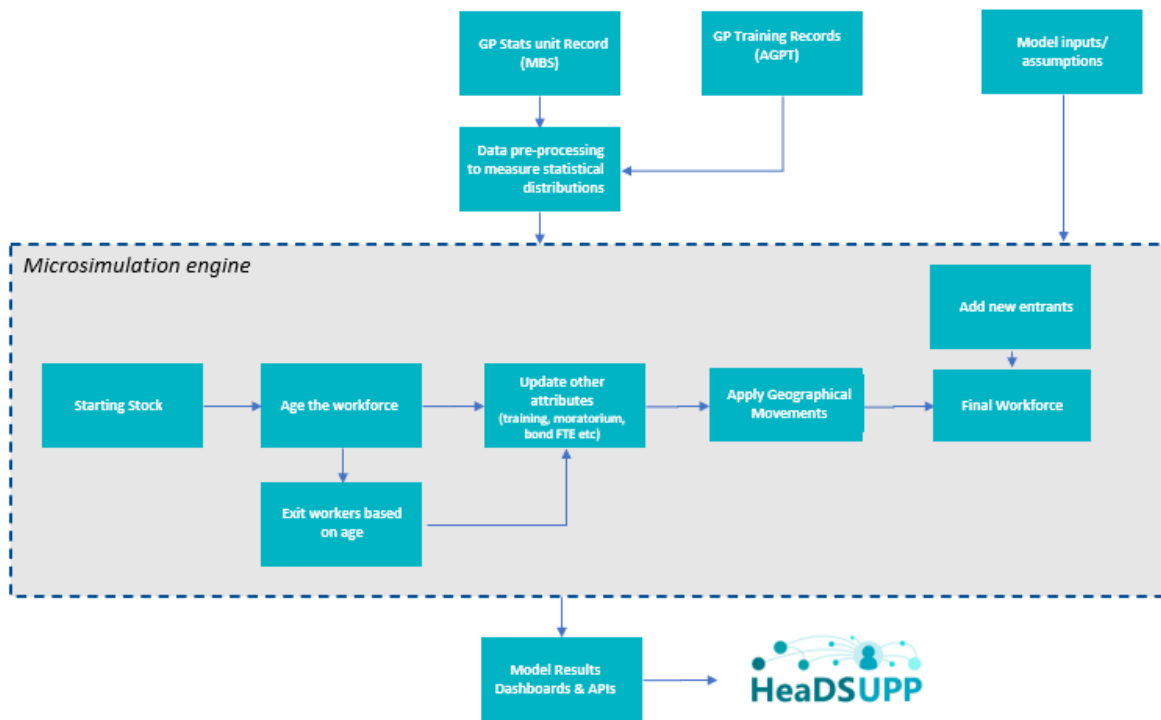 GP Stats unit Record
(MBS)
GP Training Records
(AGPT)
Model inputs/
assumptions
Data pre-processing
to measure statistical
distributions
Microsimulation engine
Add new entrants
Starting Stock
Age the workforce
Update other
attributes
(training, moratorium,
bond FTE etc)
Apply Geographical
Movements
Final Workforce
Exit workers based
on age
Model Results
Dashboards & APIs
HeaDSUPP